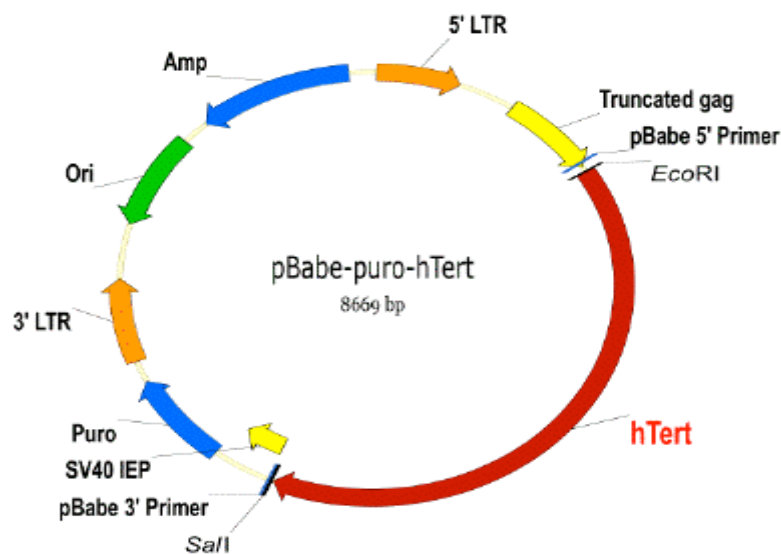 5' LTR
Amp
Truncated gag
pBabe 5' Primer
EcoRI
Ori
pBabe-puro-hTert
8669 bp
3' LTR
hTert
Puro
SV40 IEP
pBabe 3' Primer
SalI